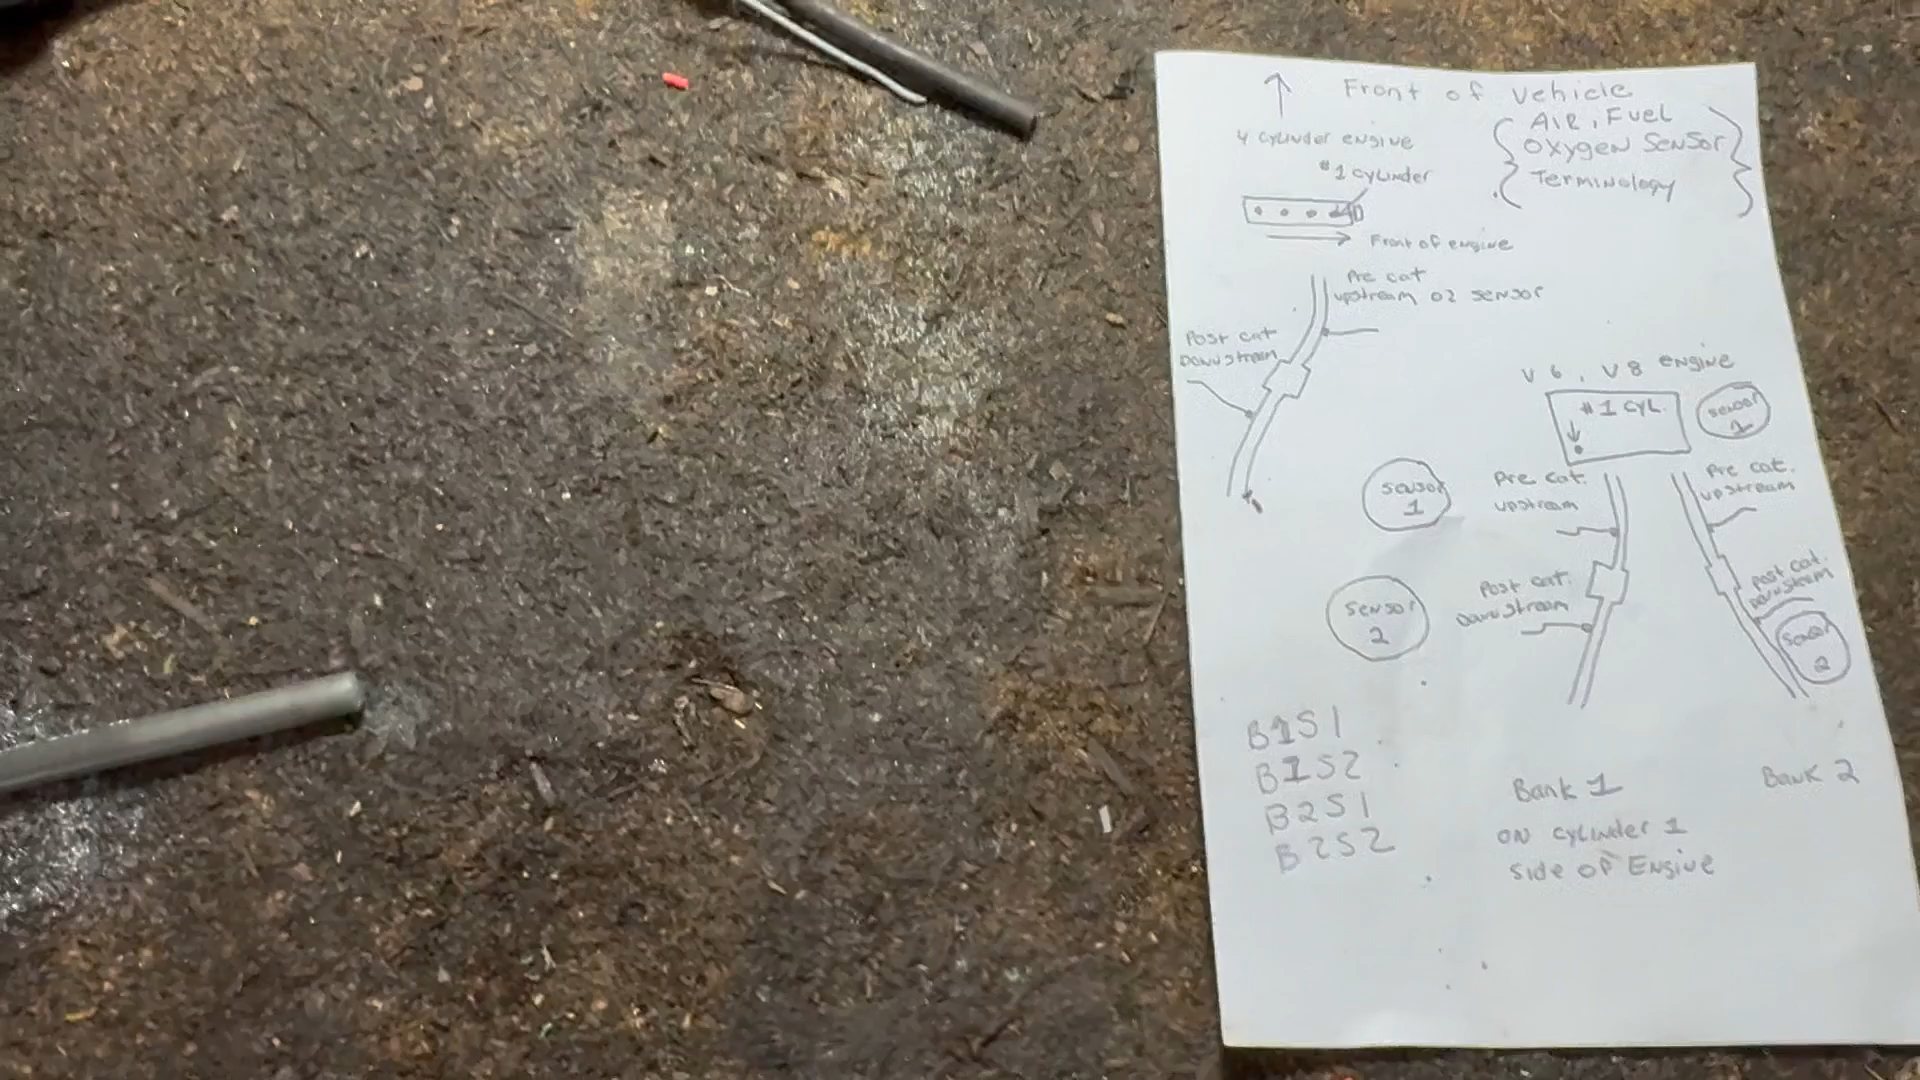 Front of vehicle
AIR, Fuel
Oxygen Sensor
Terminology
4 cylinder engine
#1 cylinder
Front of engine
Pre cat
upstream O2 sensor
Post cat
Downstream
V6, V8 engine
#1 CYL.
Sensor
1
Sensor
1
Pre cat.
upstream
Pre cat.
upstream
Sensor
2
Post cat.
Downstream
Post cat.
Downstream
Sensor
2
B1S1
B1S2
B2S1
B2S2
Bank 1
ON cylinder 1
side of Engine
Bank 2